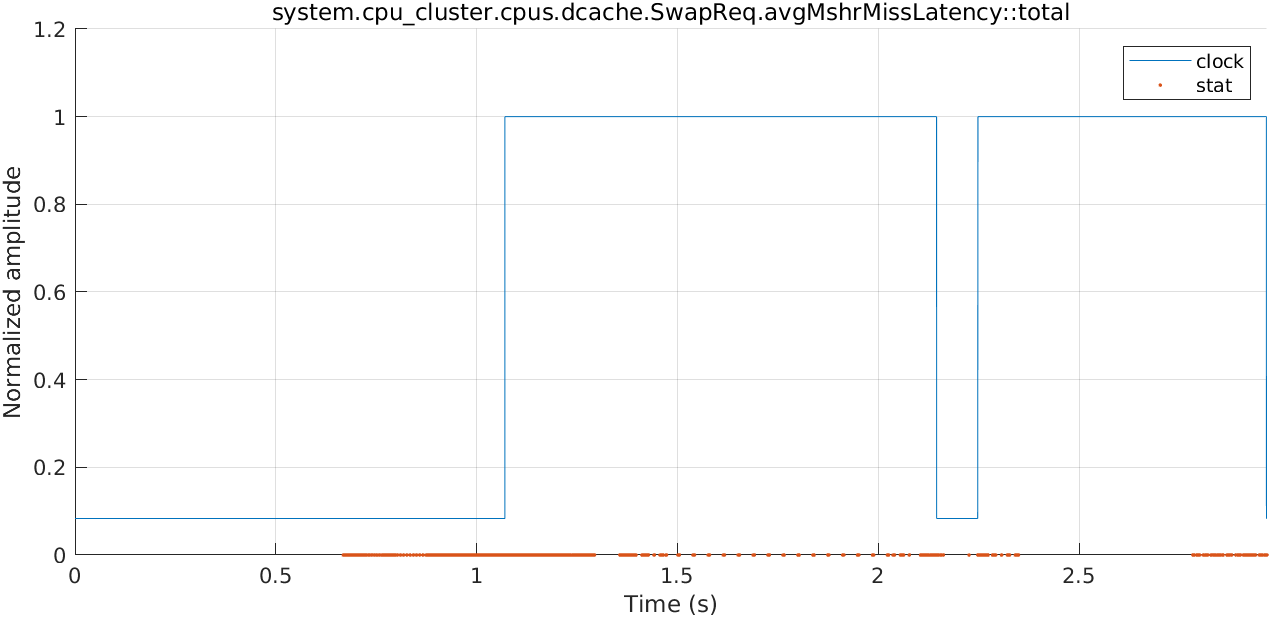 system.cpu_cluster.cpus.dcache.SwapReq.avgMshrMissLatency::total
1.2
1
0.8
0.6
0.4
0.2
0
Normalized amplitude
clock
stat
0 0.5 1 1.5 2 2.5
Time (s)